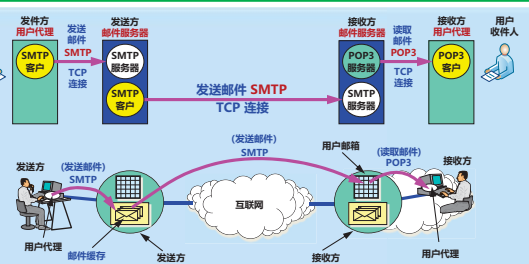 发件方
用户代理
发送
邮件
SMTP
TCP
连接
SMTP
客户
发送方
邮件服务器
SMTP
服务器
SMTP
客户
发送邮件 SMTP
TCP 连接
接收方
邮件服务器
POP3
服务器
SMTP
服务器
读取
邮件
POP3
TCP
连接
接收方
用户代理
POP3
客户
用户
收件人
发送方
(发送邮件)
SMTP
用户代理
邮件缓存
发送方
(发送邮件)
SMTP
互联网
用户邮箱
接收方
(读取邮件)
POP3
接收方
用户代理